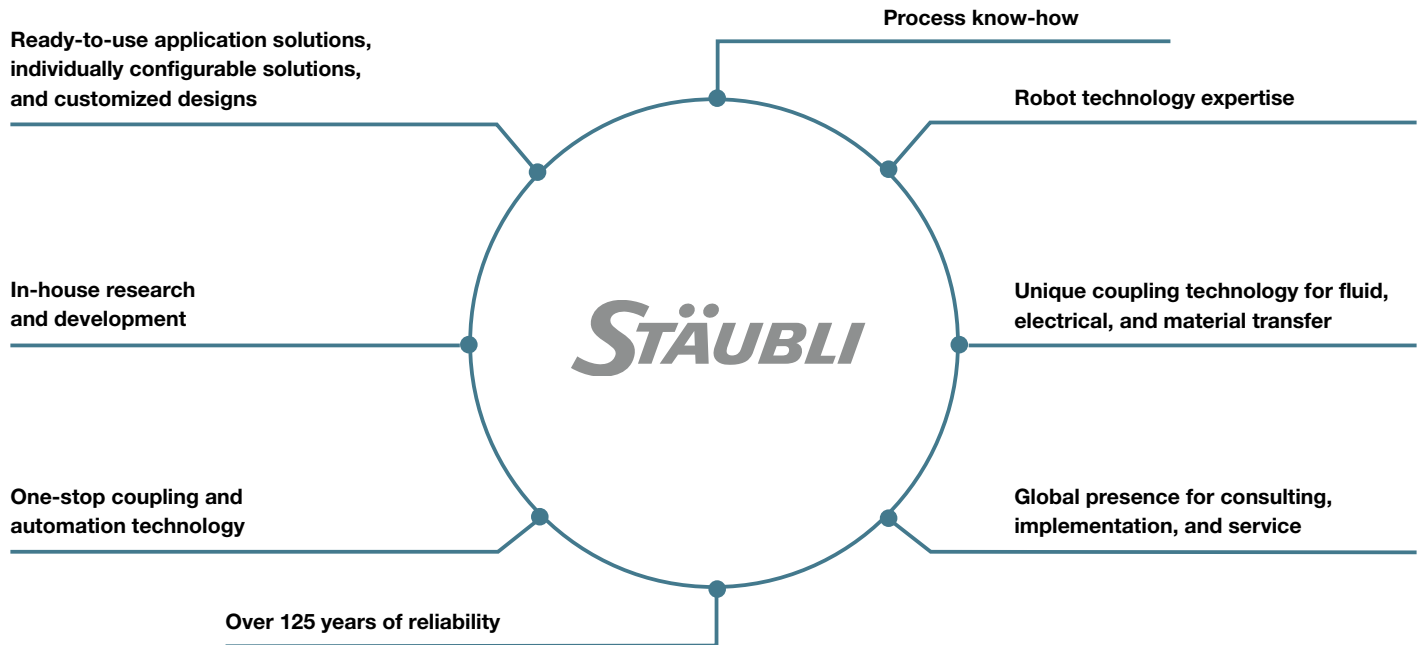 Process know-how
Ready-to-use application solutions,
individually configurable solutions,
and customized designs
Robot technology expertise
In-house research
and development
STÄUBLI
Unique coupling technology for fluid,
electrical, and material transfer
One-stop coupling and
automation technology
Global presence for consulting,
implementation, and service
Over 125 years of reliability